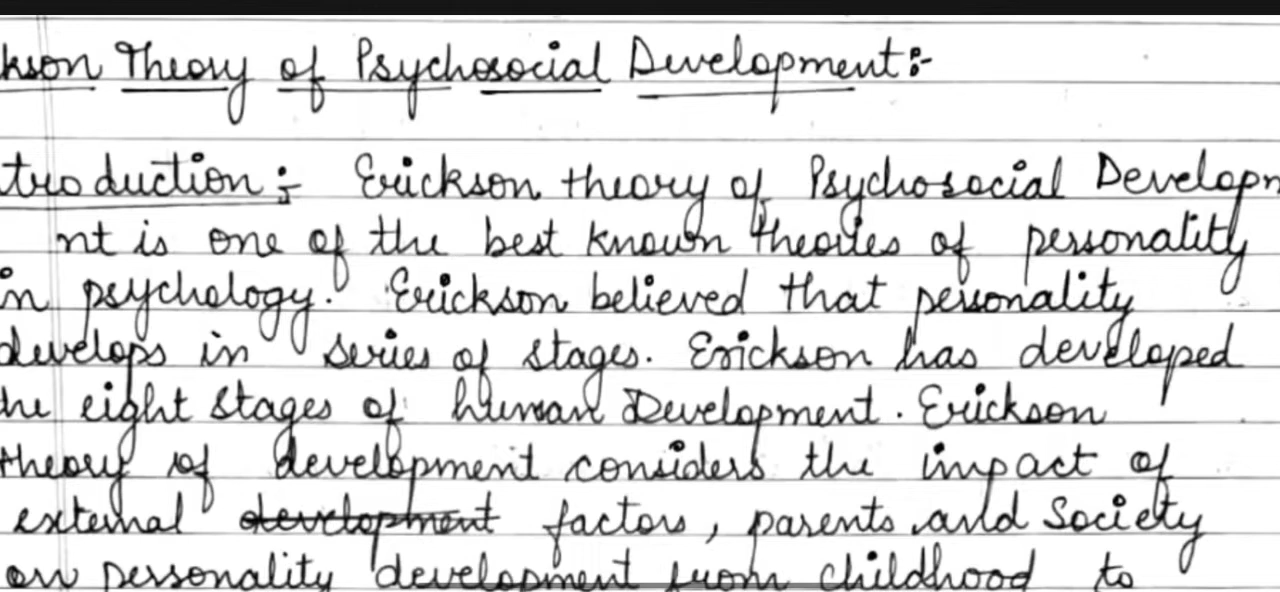 kson Theory of Psychosocial Development:-
troduction:- Erickson theory of Psychosocial Developm
nt is one of the best known theories of personality
in psychology. Erickson believed that personality
develops in series of stages. Erickson has developed
he eight stages of human Development. Erickson
theory of development considers the impact of
external ~~development~~ factors, parents and Society
on personality development from childhood to